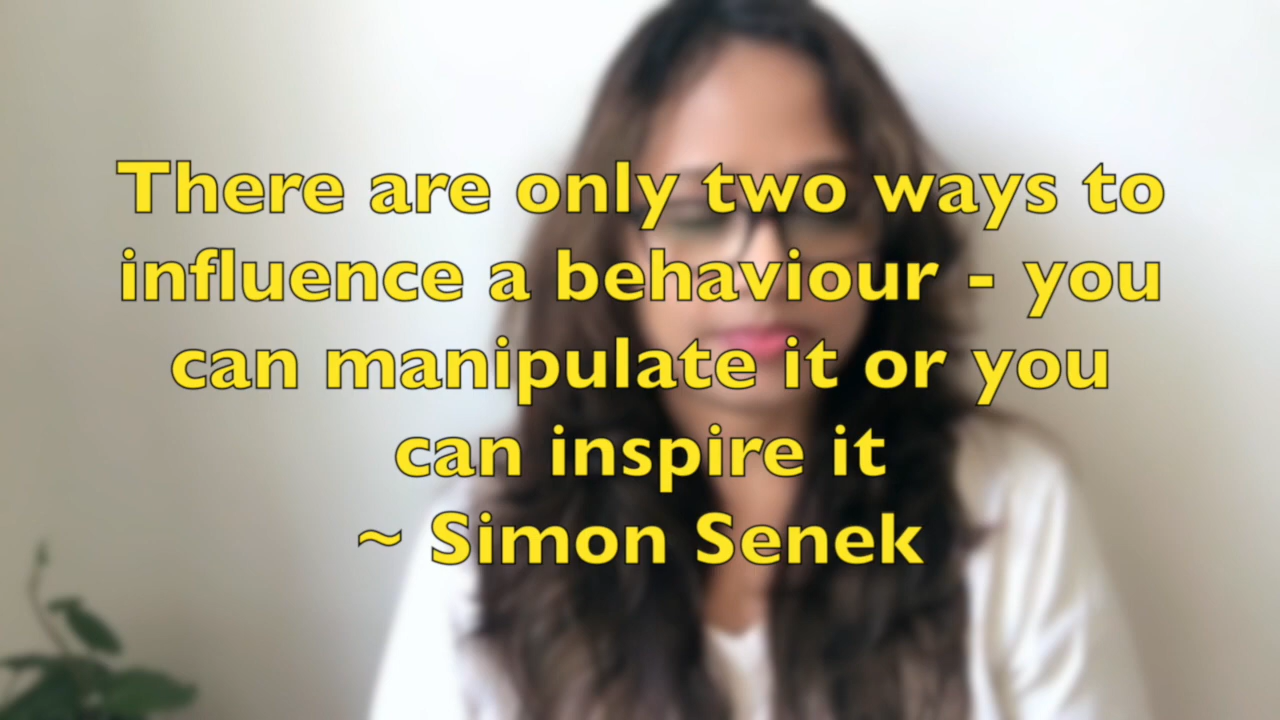 There are only two ways to
influence a behaviour - you
can manipulate it or you
can inspire it
~ Simon Senek